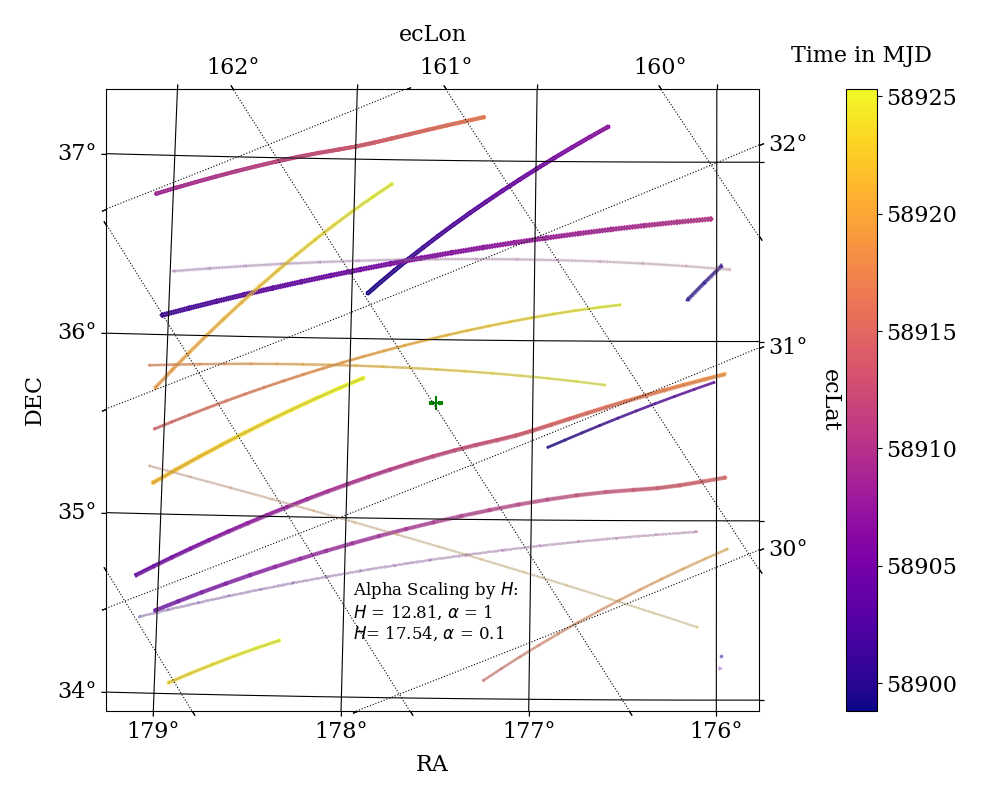 ecLon
Time in MJD
162°
161°
160°
37°
36°
35°
34°
DEC
32°
31°
30°
ecLat
58925
58920
58915
58910
58905
58900
Alpha Scaling by H:
H = 12.81, α = 1
H= 17.54, α = 0.1
179°
178°
177°
176°
RA